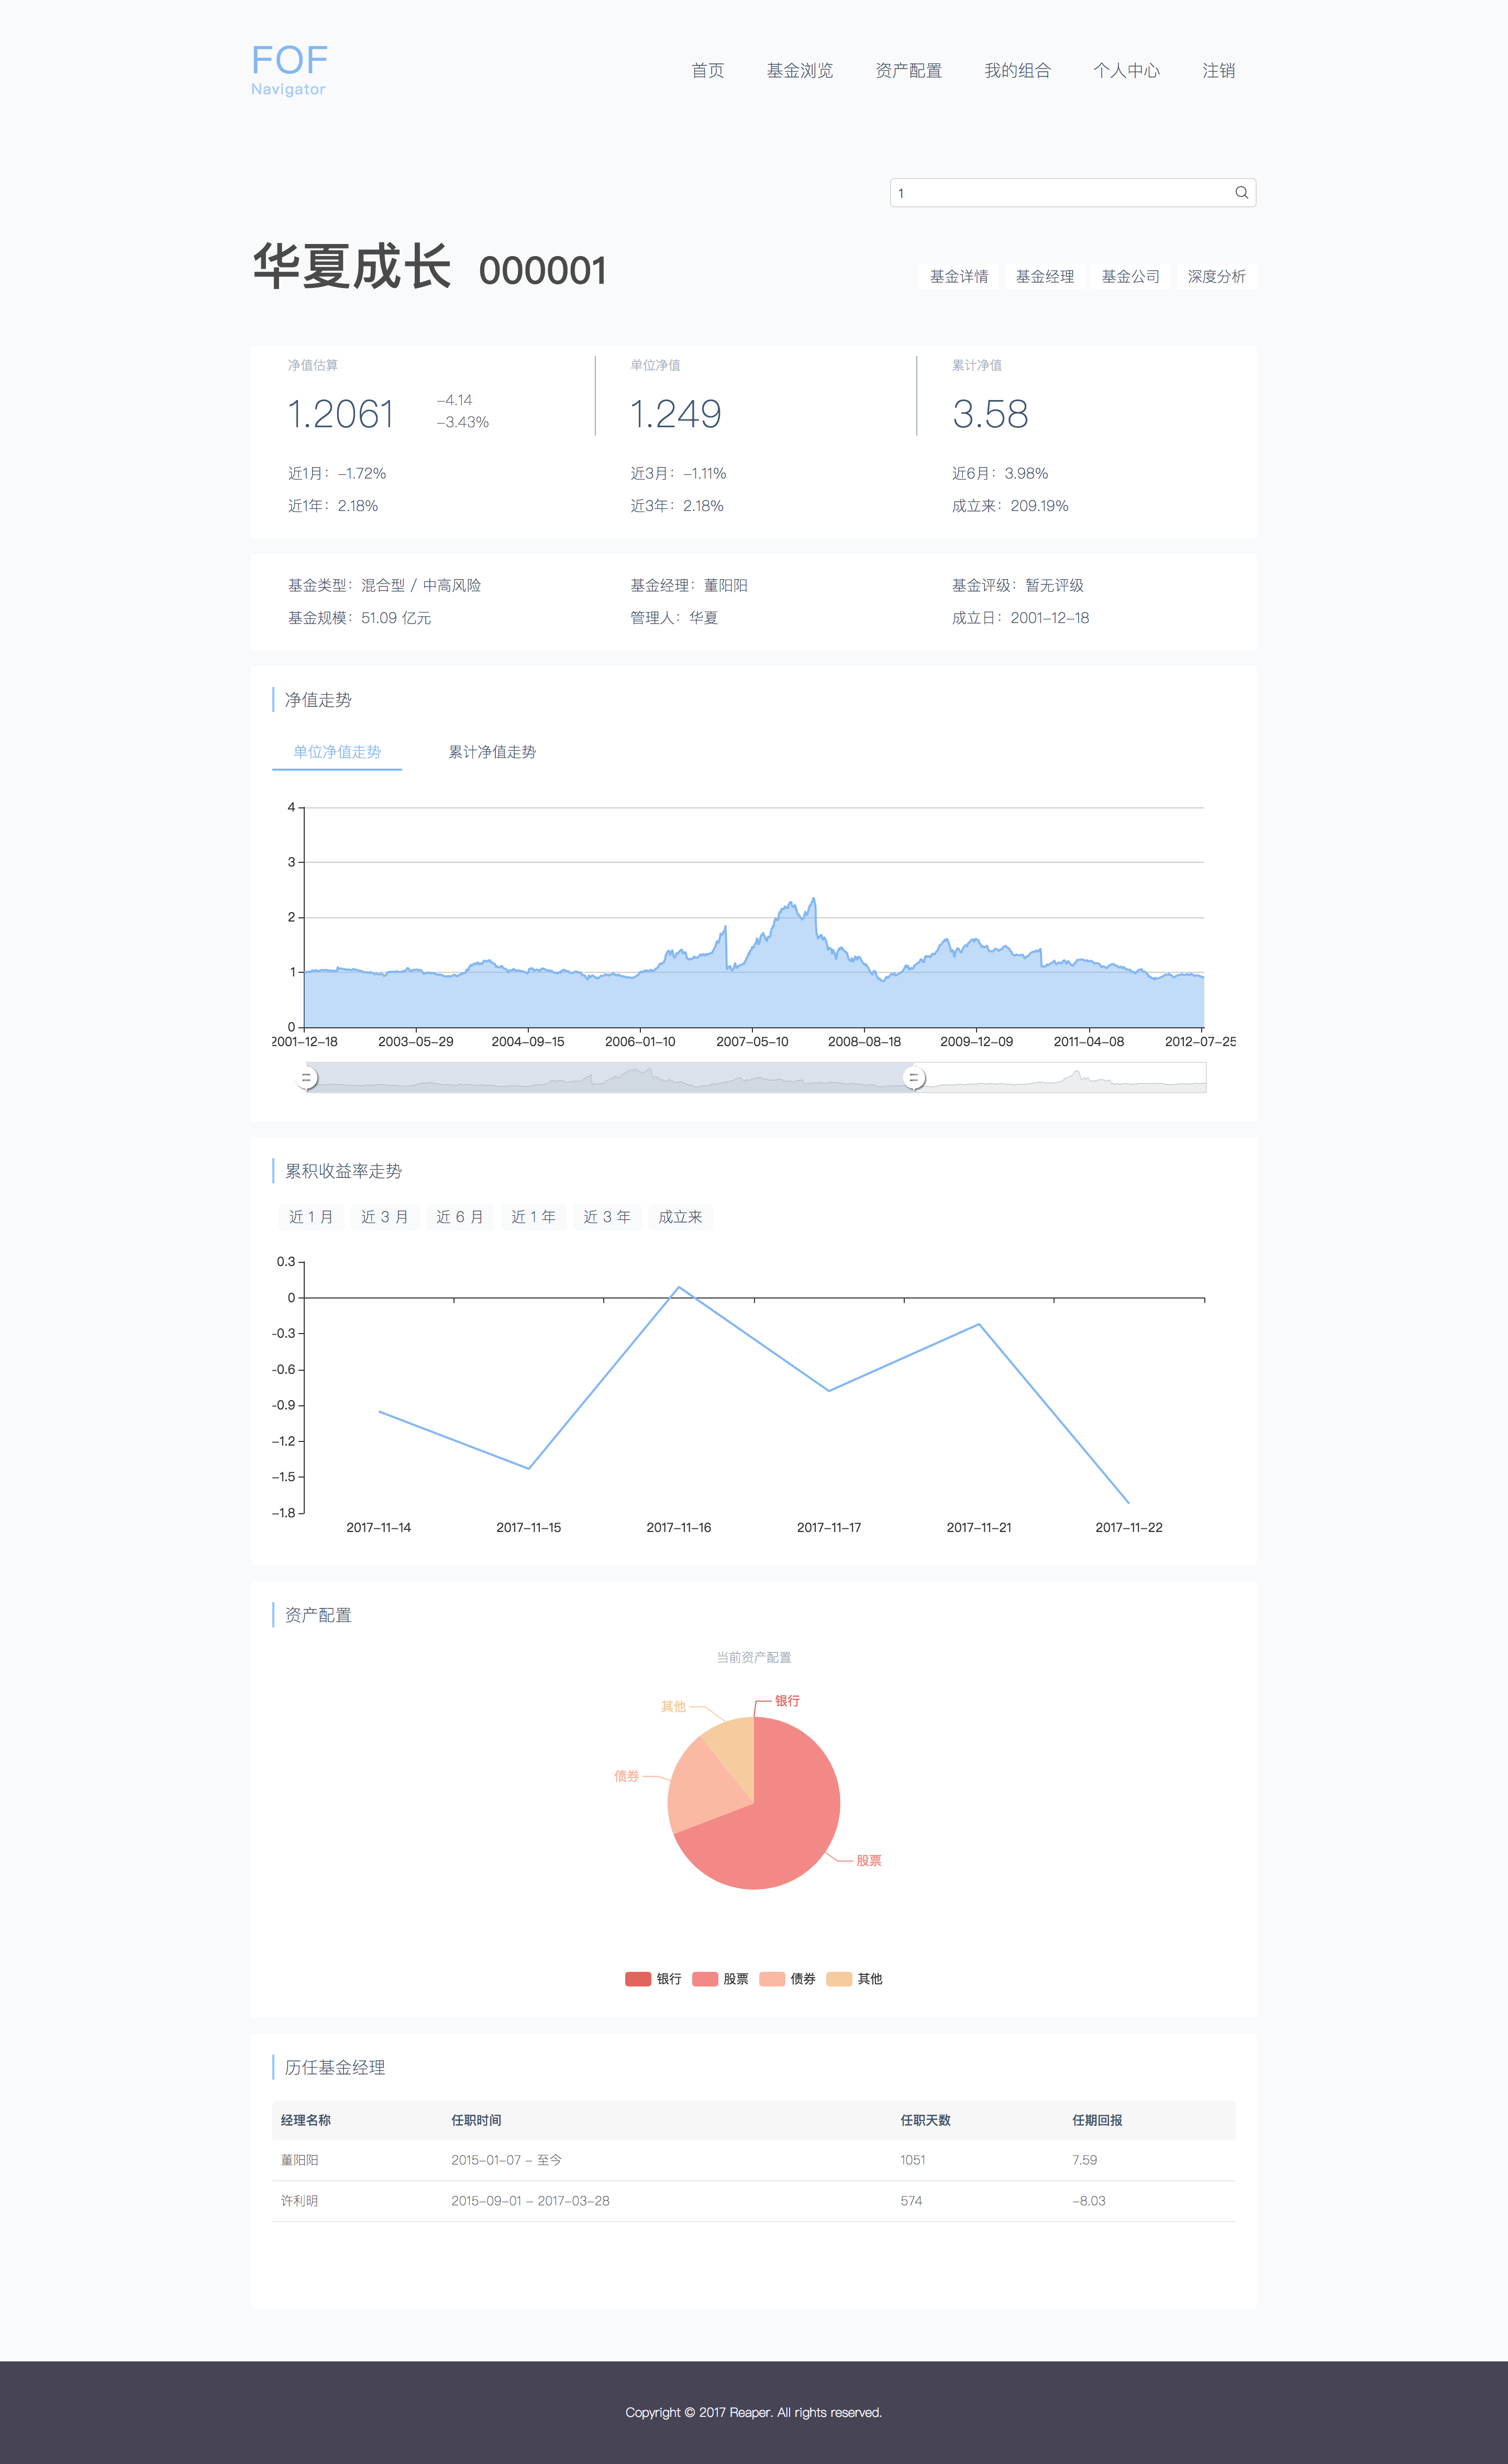 FOF
Navigator
首页 基金浏览 资产配置 我的组合 个人中心 注销
1
华夏成长 000001
基金详情 基金经理 基金公司 深度分析
净值估算 单位净值 累计净值
1.2061 -4.14 1.249 3.58
-3.43%
近1月：-1.72% 近3月：-1.11% 近6月：3.98%
近1年：2.18% 近3年：2.18% 成立来：209.19%
基金类型：混合型 / 中高风险 基金经理：董阳阳 基金评级：暂无评级
基金规模：51.09 亿元 管理人：华夏 成立日：2001-12-18
净值走势
单位净值走势 累计净值走势
4
3
2
1
0
2001-12-18 2003-05-29 2004-09-15 2006-01-10 2007-05-10 2008-08-18 2009-12-09 2011-04-08 2012-07-25
累积收益率走势
近 1 月 近 3 月 近 6 月 近 1 年 近 3 年 成立来
0.3
0
-0.3
-0.6
-0.9
-1.2
-1.5
-1.8
2017-11-14 2017-11-15 2017-11-16 2017-11-17 2017-11-21 2017-11-22
资产配置
当前资产配置
银行
其他
债券
股票
银行 股票 债券 其他
历任基金经理
经理名称 任职时间 任职天数 任期回报
董阳阳 2015-01-07 - 至今 1051 7.59
许利明 2015-09-01 - 2017-03-28 574 -8.03
Copyright © 2017 Reaper. All rights reserved.